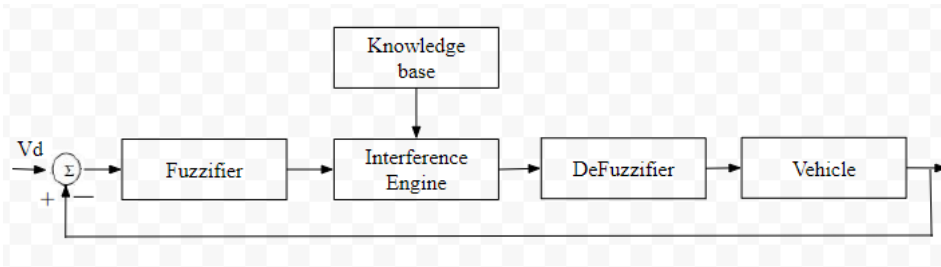 Knowledge
base
Vd
Σ
Fuzzifier
Interference
Engine
DeFuzzifier
Vehicle
+ —